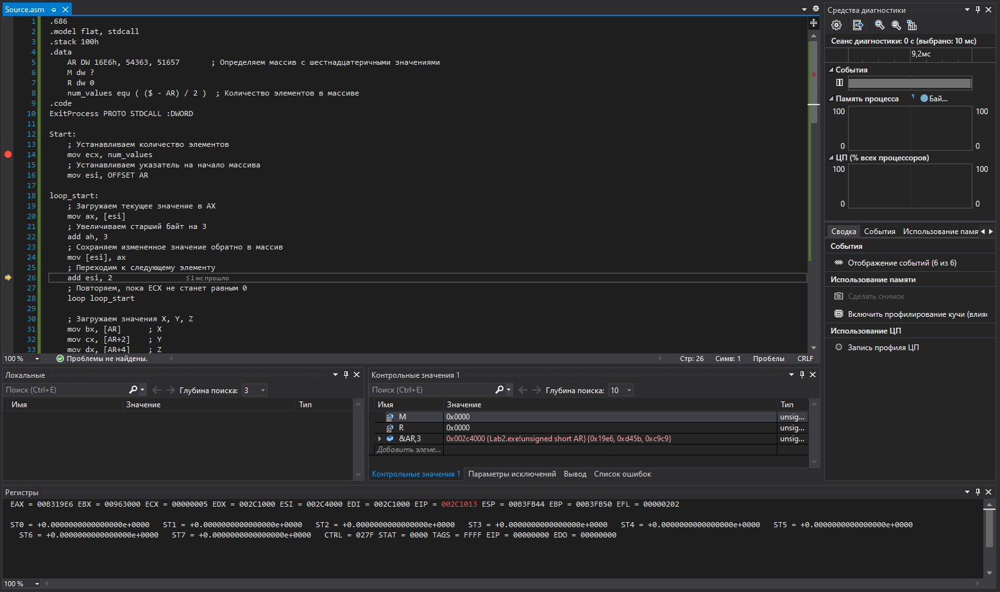 Source.asm
1 .686
2 .model flat, stdcall
3 .stack 100h
4 .data
5 AR DW 16E6h, 54363, 51657 ; Определяем массив с шестнадцатеричными значениями
6 M dw ?
7 R dw 0
8 num_values equ ( ($ - AR) / 2 ) ; Количество элементов в массиве
9 .code
10 ExitProcess PROTO STDCALL :DWORD
11
12 Start:
13 ; Устанавливаем количество элементов
14 mov ecx, num_values
15 ; Устанавливаем указатель на начало массива
16 mov esi, OFFSET AR
17
18 loop_start:
19 ; Загружаем текущее значение в AX
20 mov ax, [esi]
21 ; Увеличиваем старший байт на 3
22 add ah, 3
23 ; Сохраняем измененное значение обратно в массив
24 mov [esi], ax
25 ; Переходим к следующему элементу
26 add esi, 2 ≤1 мс прошло
27 ; Повторяем, пока ECX не станет равным 0
28 loop loop_start
29
30 ; Загружаем значения X, Y, Z
31 mov bx, [AR] ; X
32 mov cx, [AR+2] ; Y
33 mov dx, [AR+4] ; Z
100 % Проблемы не найдены. Стр: 26 Симв: 1 Пробелы CRLF
Средства диагностики
Сеанс диагностики: 0 с (выбрано: 10 мс)
9,2мс
События
Память процесса Бай...
100 100
0 0
ЦП (% всех процессоров)
100 100
0 0
Сводка События Использование памя
События
Отображение событий (6 из 6)
Использование памяти
Сделать снимок
Включить профилирование кучи (влия
Использование ЦП
Запись профиля ЦП
Локальные
Поиск (Ctrl+E) Глубина поиска: 3
Имя Значение Тип
Контрольные значения 1
Поиск (Ctrl+E) Глубина поиска: 10
Имя Значение Тип
M 0x0000 unsig...
R 0x0000 unsig...
&AR,3 0x002c4000 {Lab2.exe!unsigned short AR} {0x19e6, 0xd45b, 0xc9c9} unsig...
Добавить элеме...
Контрольные значения 1 Параметры исключений Вывод Список ошибок
Регистры
EAX = 00B319E6 EBX = 00963000 ECX = 00000005 EDX = 002C1000 ESI = 002C4000 EDI = 002C1000 EIP = 002C1013 ESP = 00B3FB44 EBP = 00B3FB50 EFL = 00000202
ST0 = +0.0000000000000000e+0000 ST1 = +0.0000000000000000e+0000 ST2 = +0.0000000000000000e+0000 ST3 = +0.0000000000000000e+0000 ST4 = +0.0000000000000000e+0000 ST5 = +0.0000000000000000e+0000
ST6 = +0.0000000000000000e+0000 ST7 = +0.0000000000000000e+0000 CTRL = 027F STAT = 0000 TAGS = FFFF EIP = 00000000 EDO = 00000000
100 %